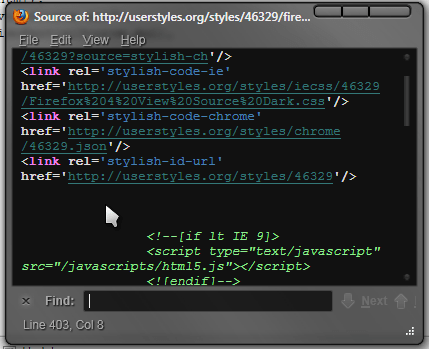 Source of: http://userstyles.org/styles/46329/fire...
File Edit View Help
/46329?source=stylish-ch'/>
<link rel='stylish-code-ie'
href='http://userstyles.org/styles/iecss/46329
/Firefox%204%20View%20Source%20Dark.css'/>
<link rel='stylish-code-chrome'
href='http://userstyles.org/styles/chrome
/46329.json'/>
<link rel='stylish-id-url'
href='http://userstyles.org/styles/46329'/>
<!--[if lt IE 9]>
<script type="text/javascript"
src="/javascripts/html5.js"></script>
<![endif]-->
× Find: Next
Line 403, Col 8